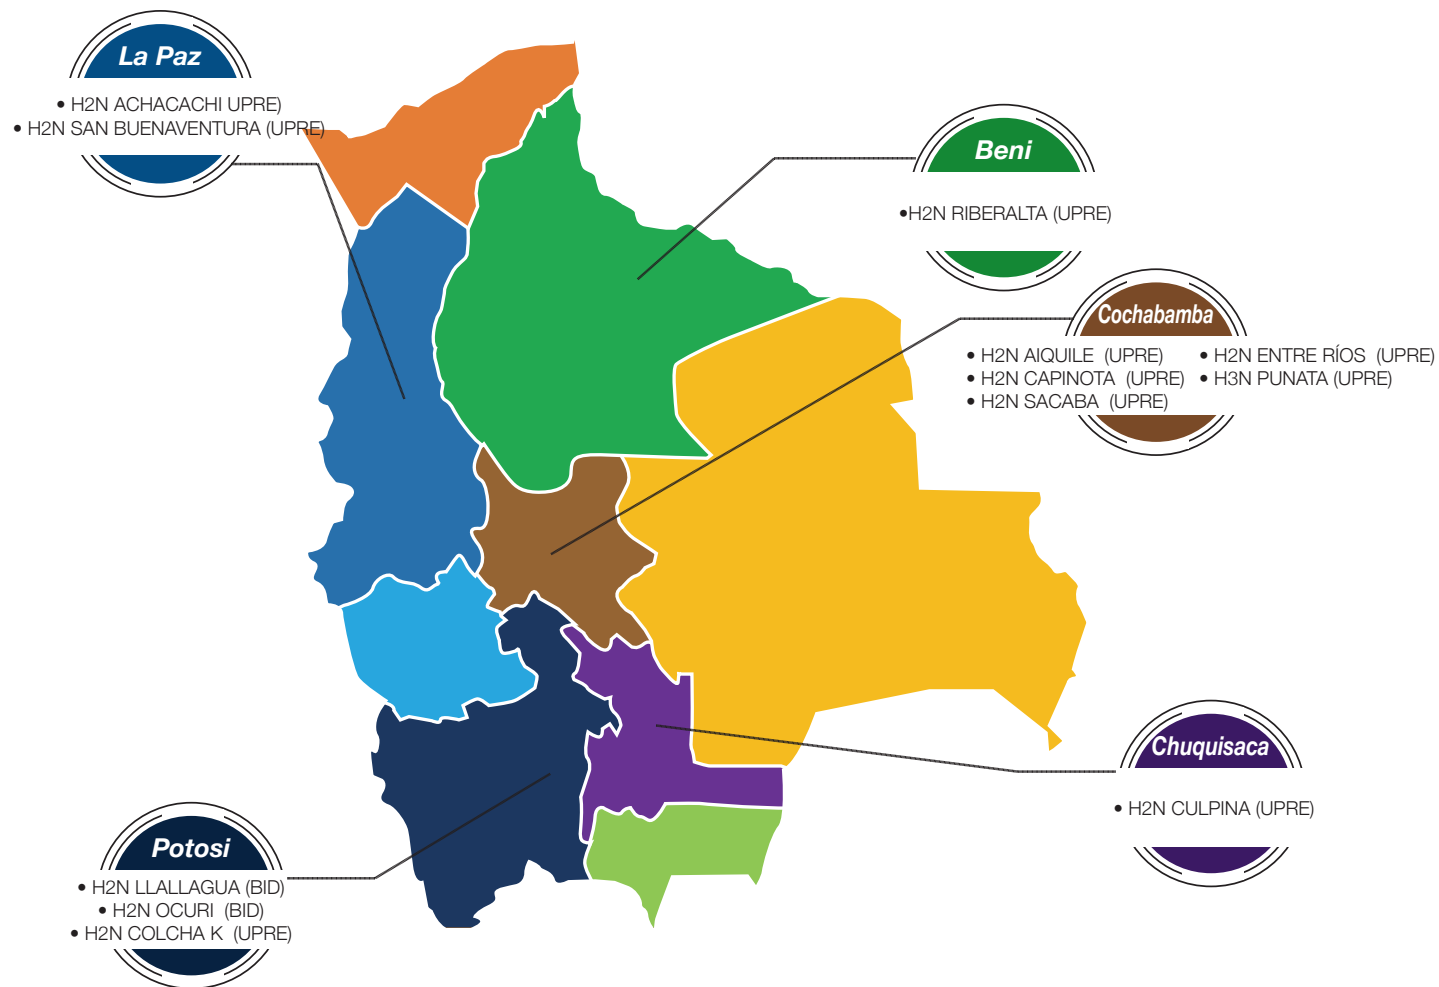 La Paz
• H2N ACHACACHI UPRE)
• H2N SAN BUENAVENTURA (UPRE)
Beni
•H2N RIBERALTA (UPRE)
Cochabamba
• H2N AIQUILE (UPRE)
• H2N CAPINOTA (UPRE)
• H2N SACABA (UPRE)
• H2N ENTRE RÍOS (UPRE)
• H3N PUNATA (UPRE)
Chuquisaca
• H2N CULPINA (UPRE)
Potosi
• H2N LLALLAGUA (BID)
• H2N OCURI (BID)
• H2N COLCHA K (UPRE)